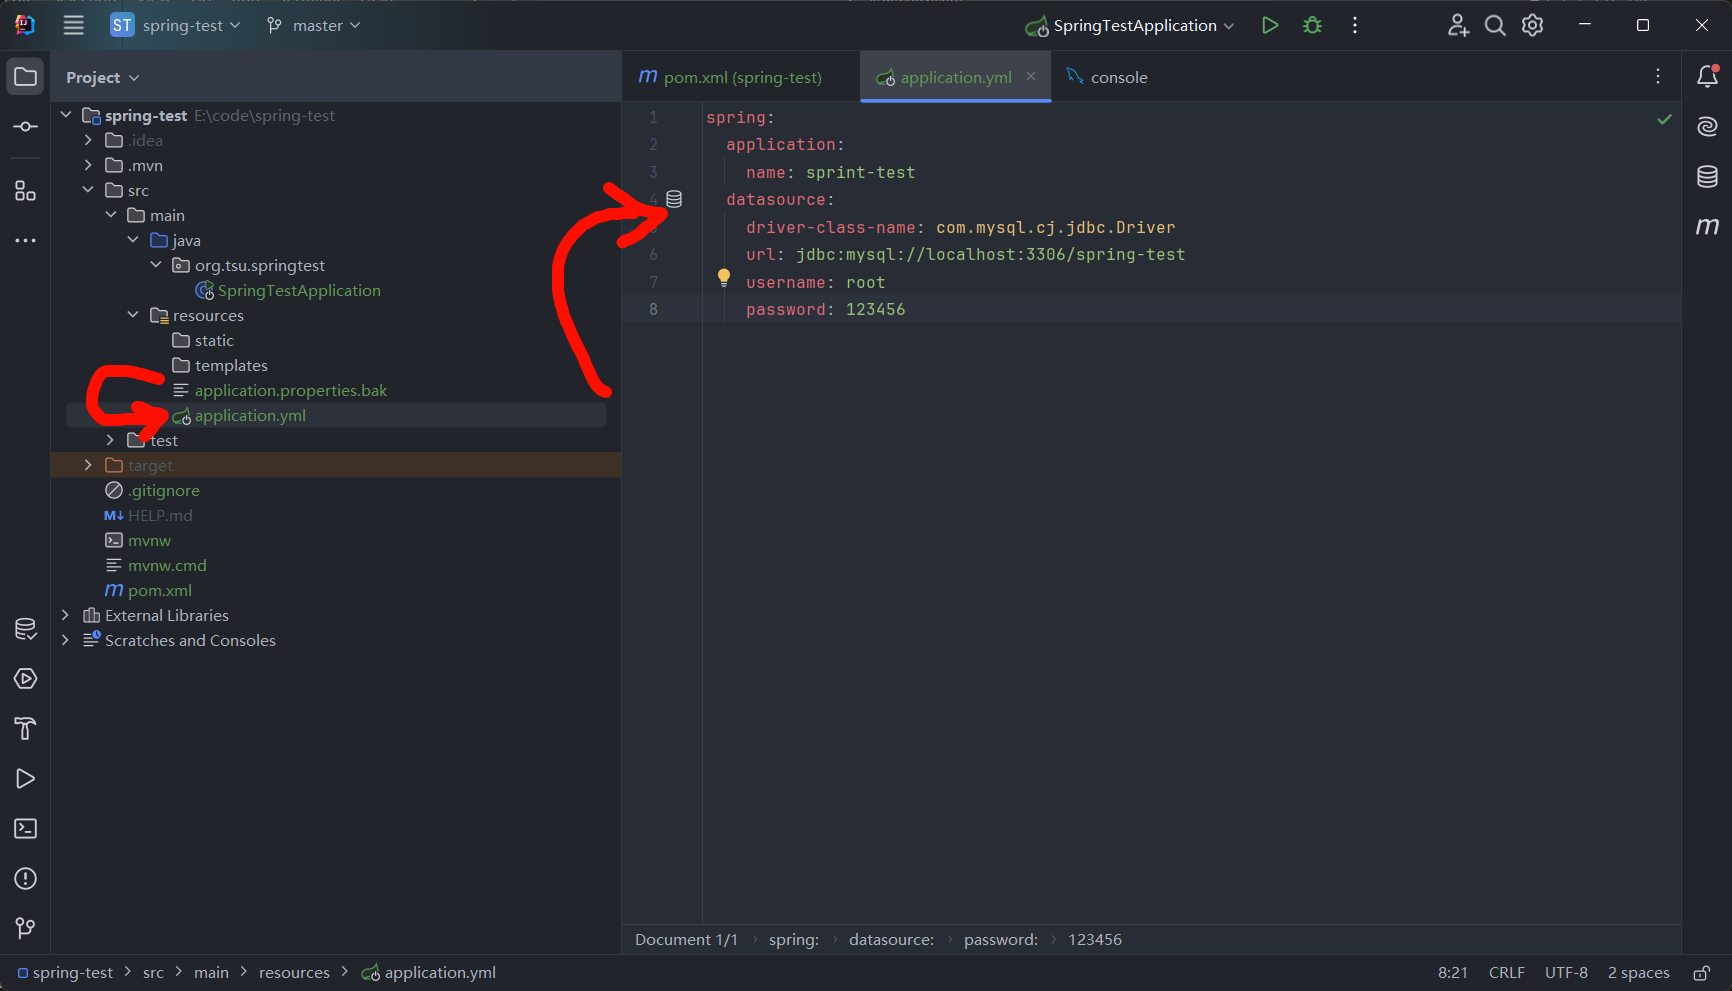 ST spring-test master SpringTestApplication
Project
pom.xml (spring-test) application.yml console
spring-test E:\code\spring-test
.idea
.mvn
src
main
java
org.tsu.springtest
SpringTestApplication
resources
static
templates
application.properties.bak
application.yml
test
target
.gitignore
M↓ HELP.md
mvnw
mvnw.cmd
m pom.xml
External Libraries
Scratches and Consoles
1 spring:
2 application:
3 name: sprint-test
4 datasource:
driver-class-name: com.mysql.cj.jdbc.Driver
6 url: jdbc:mysql://localhost:3306/spring-test
7 username: root
8 password: 123456
Document 1/1 › spring: › datasource: › password: › 123456
spring-test > src > main > resources > application.yml 8:21 CRLF UTF-8 2 spaces